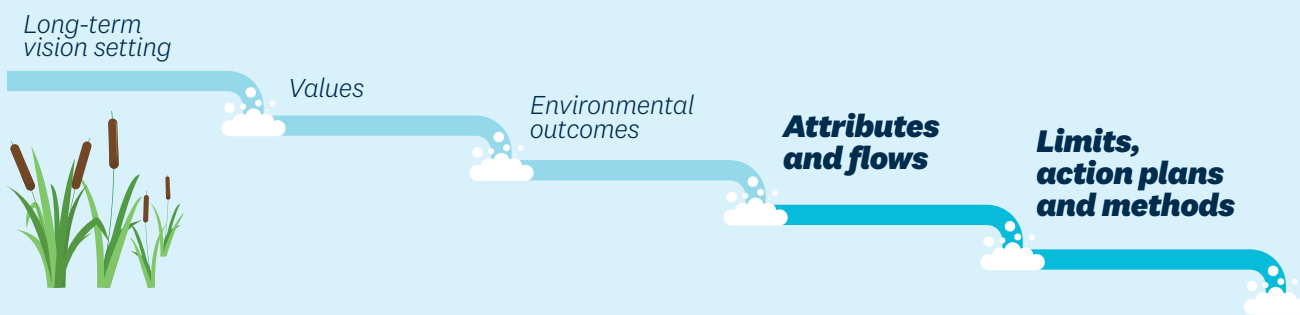 Long-term
vision setting
Values
Environmental
outcomes
Attributes
and flows
Limits,
action plans
and methods